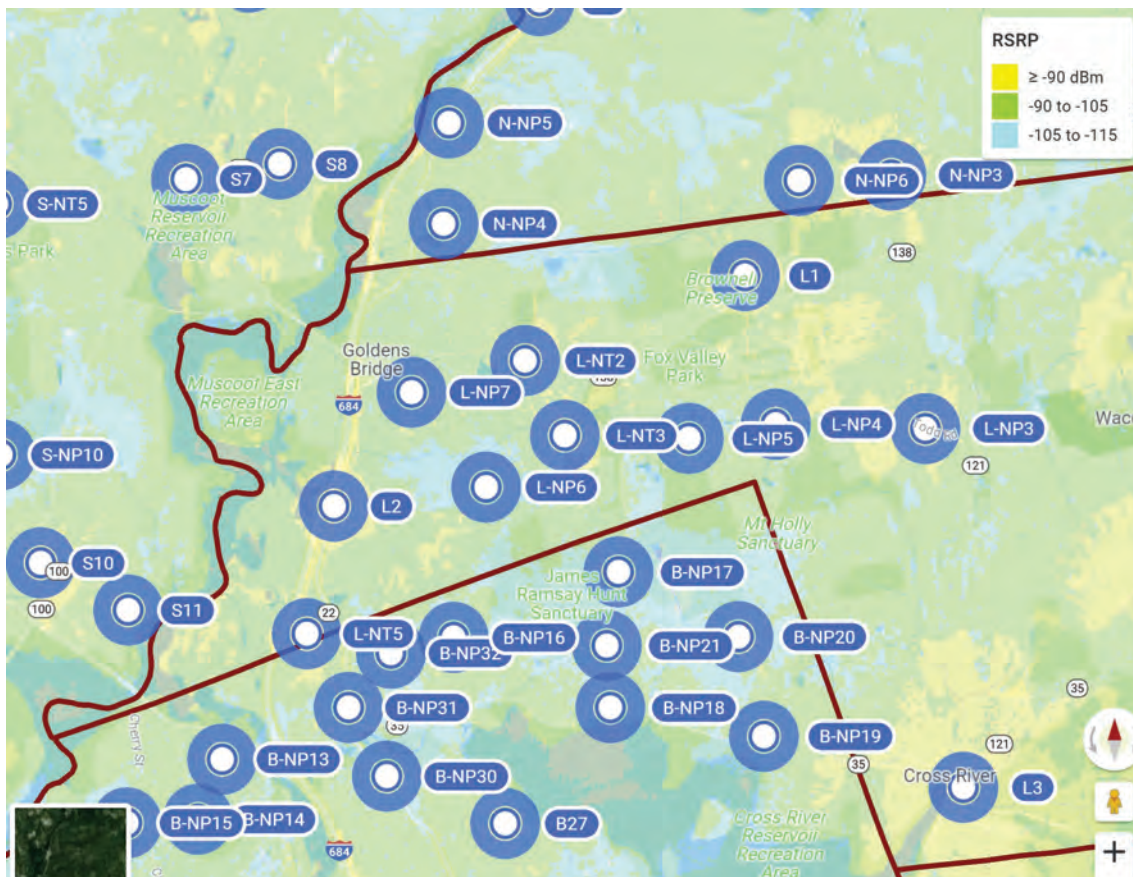 RSRP
≥ -90 dBm
-90 to -105
-105 to -115
N-NP5
S8
S7
N-NP6
N-NP3
S-NT5
Muscoot
Reservoir
Recreation
Area
N-NP4
s Park
138
L1
Brownell
Preserve
Goldens
Bridge
L-NT2
Fox Valley
Park
Muscoot East
Recreation
Area
684
L-NP7
L-NT3
L-NP5
L-NP4
Todd Rd
L-NP3
Wacc
121
S-NP10
L-NP6
L2
Mt Holly
Sanctuary
S10
100
100
S11
James
Ramsay Hunt
Sanctuary
B-NP17
22
L-NT5
B-NP32
B-NP16
B-NP21
B-NP20
B-NP31
35
B-NP18
B-NP19
35
121
35
Cherry St
B-NP13
B-NP30
Cross River
L3
B-NP15
B-NP14
B27
684
Cross River
Reservoir
Recreation
Area
+